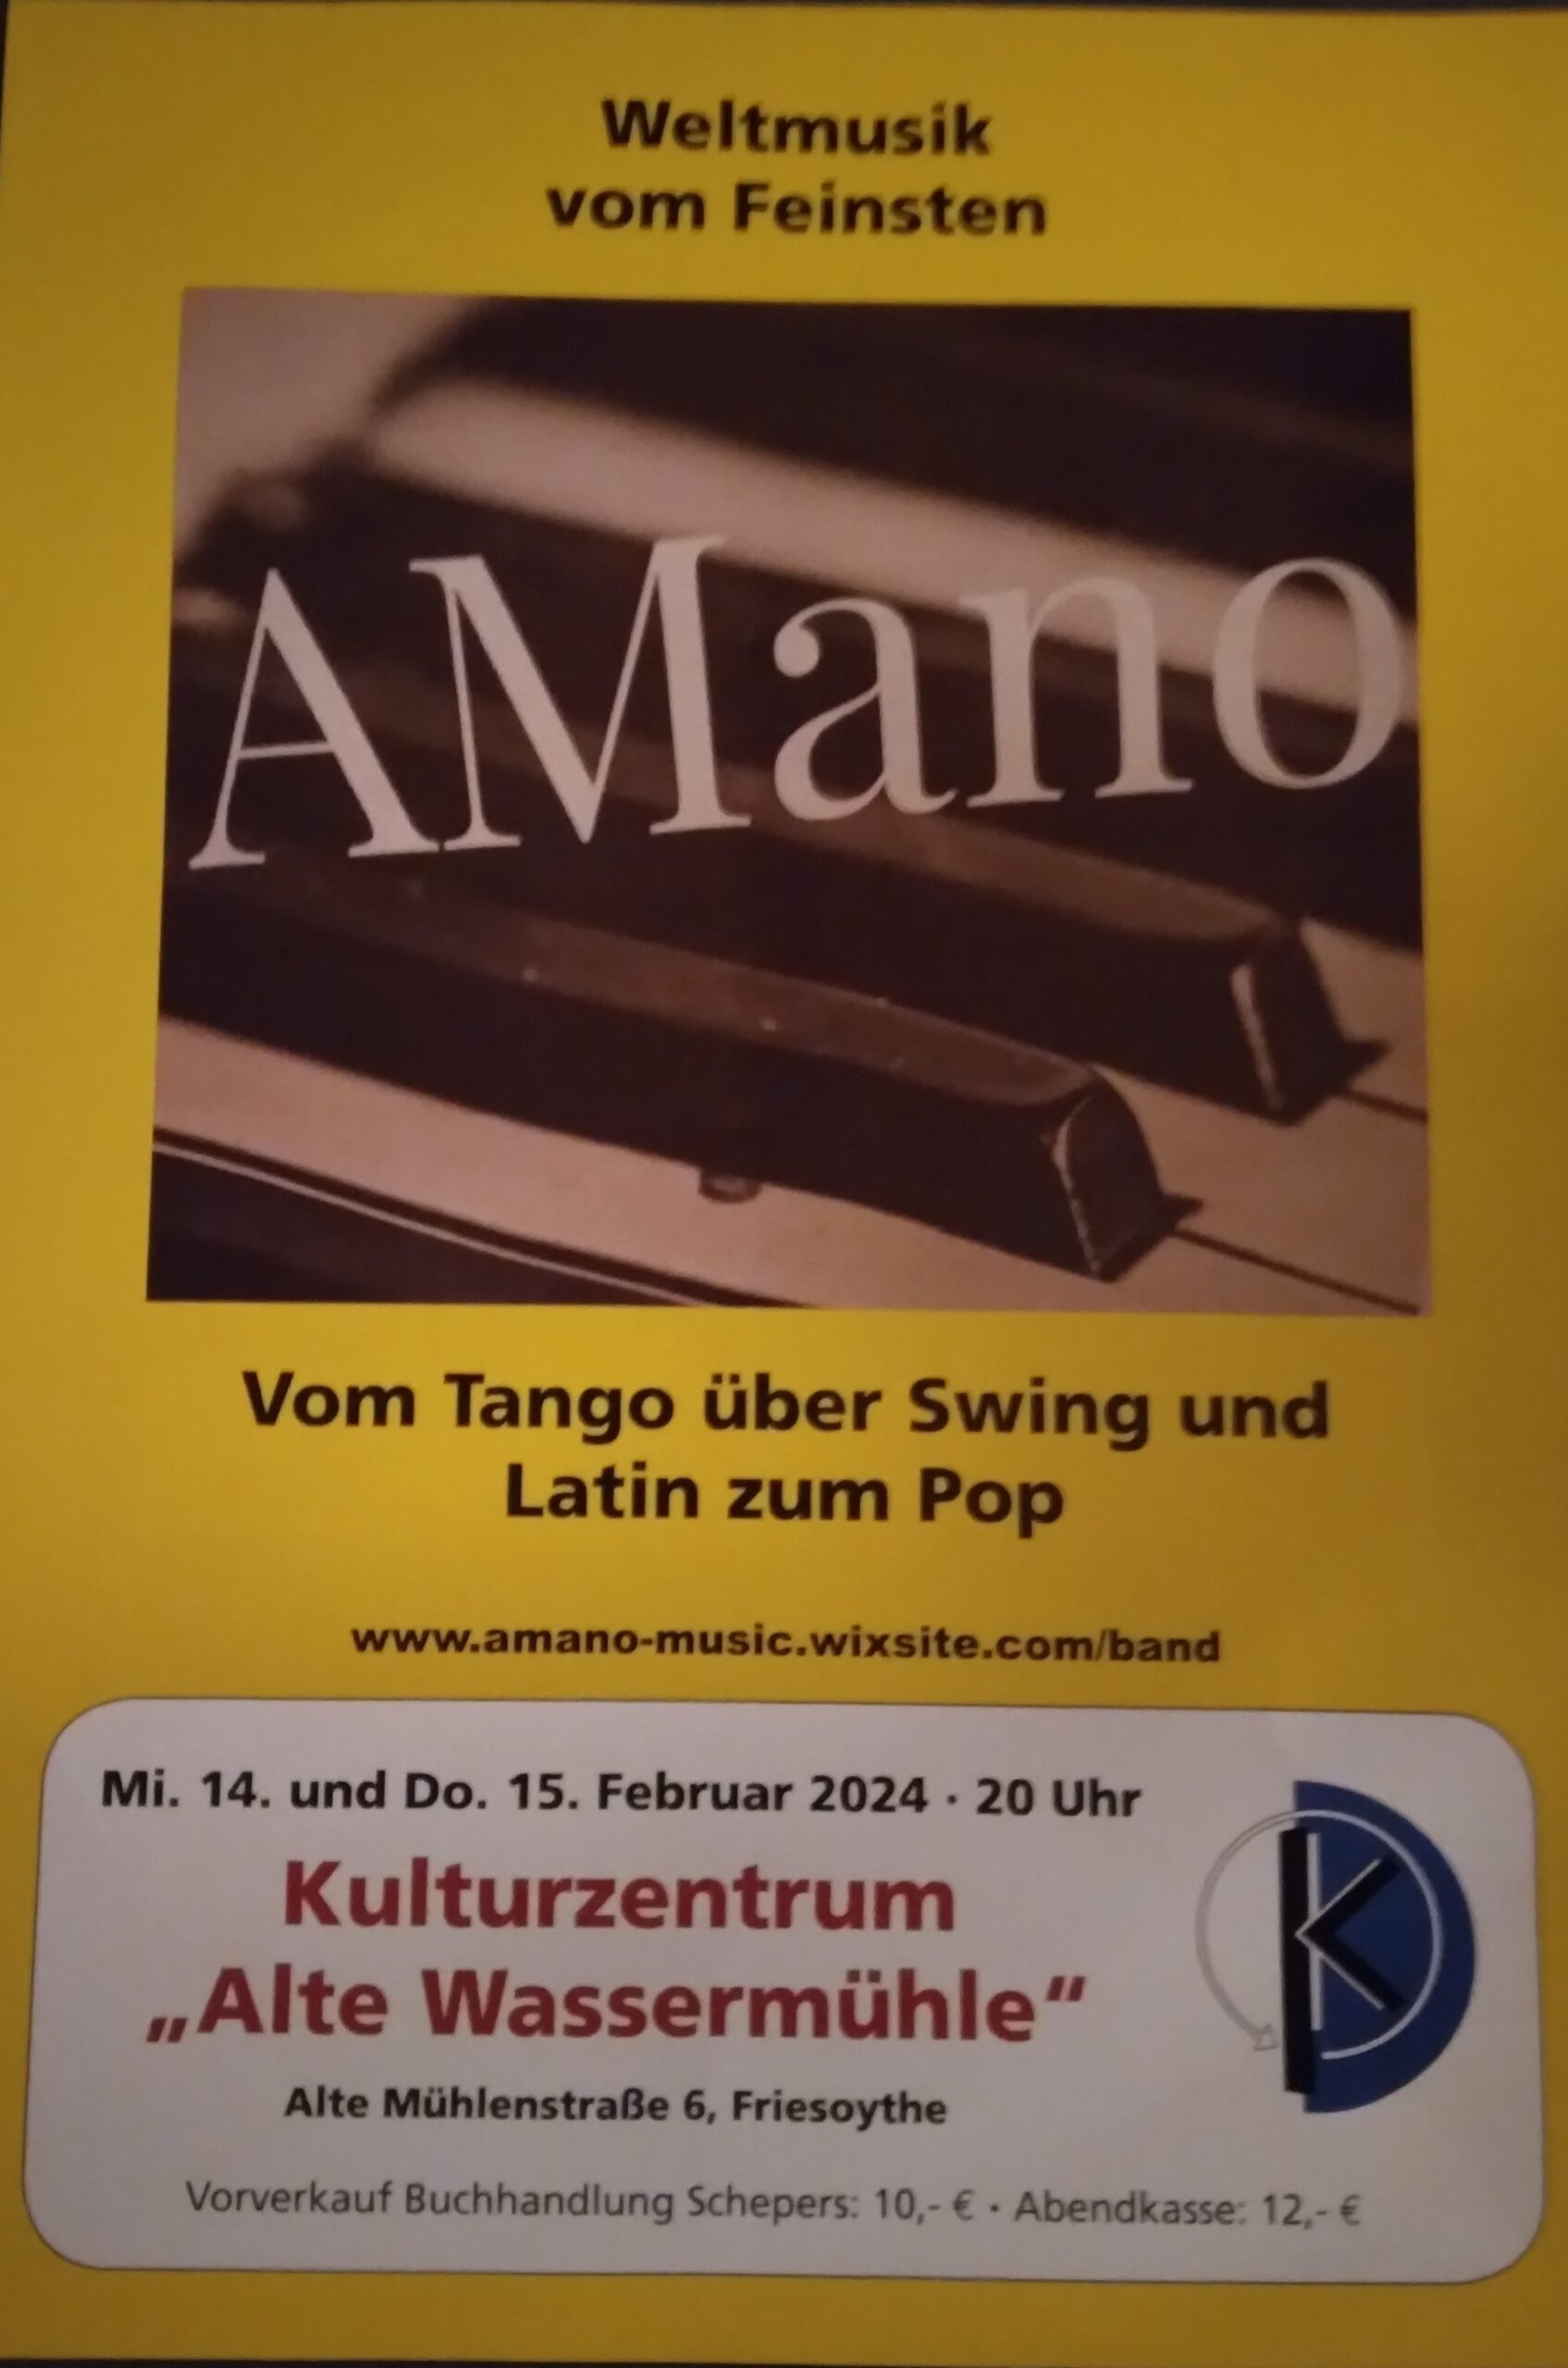 Weltmusik
vom Feinsten
AMano
Vom Tango über Swing und
Latin zum Pop
www.amano-music.wixsite.com/band
Mi. 14. und Do. 15. Februar 2024 · 20 Uhr
Kulturzentrum
„Alte Wassermühle“
Alte Mühlenstraße 6, Friesoythe
Vorverkauf Buchhandlung Schepers: 10,- € · Abendkasse: 12,- €
K